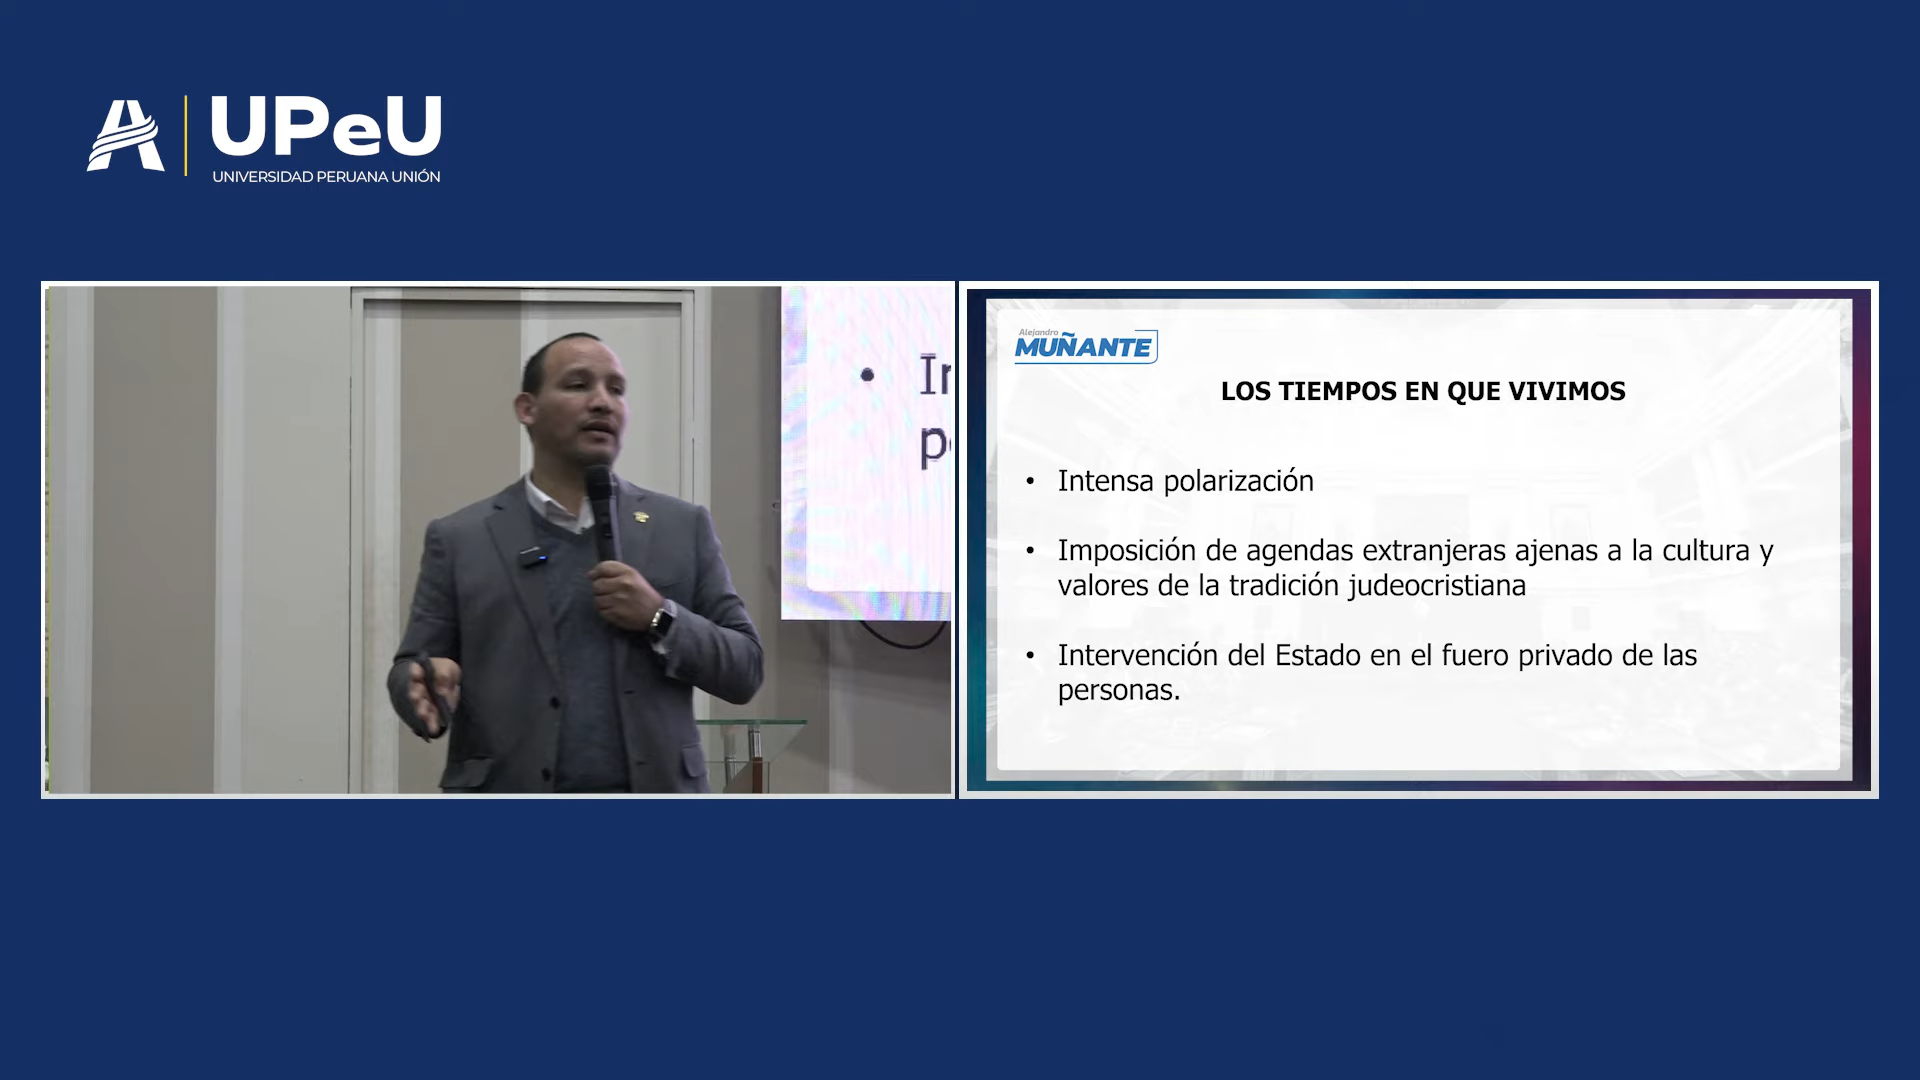 UPeU
UNIVERSIDAD PERUANA UNIÓN
Alejandro
MUÑANTE
LOS TIEMPOS EN QUE VIVIMOS
• Intensa polarización
• Imposición de agendas extranjeras ajenas a la cultura y
valores de la tradición judeocristiana
• Intervención del Estado en el fuero privado de las
personas.